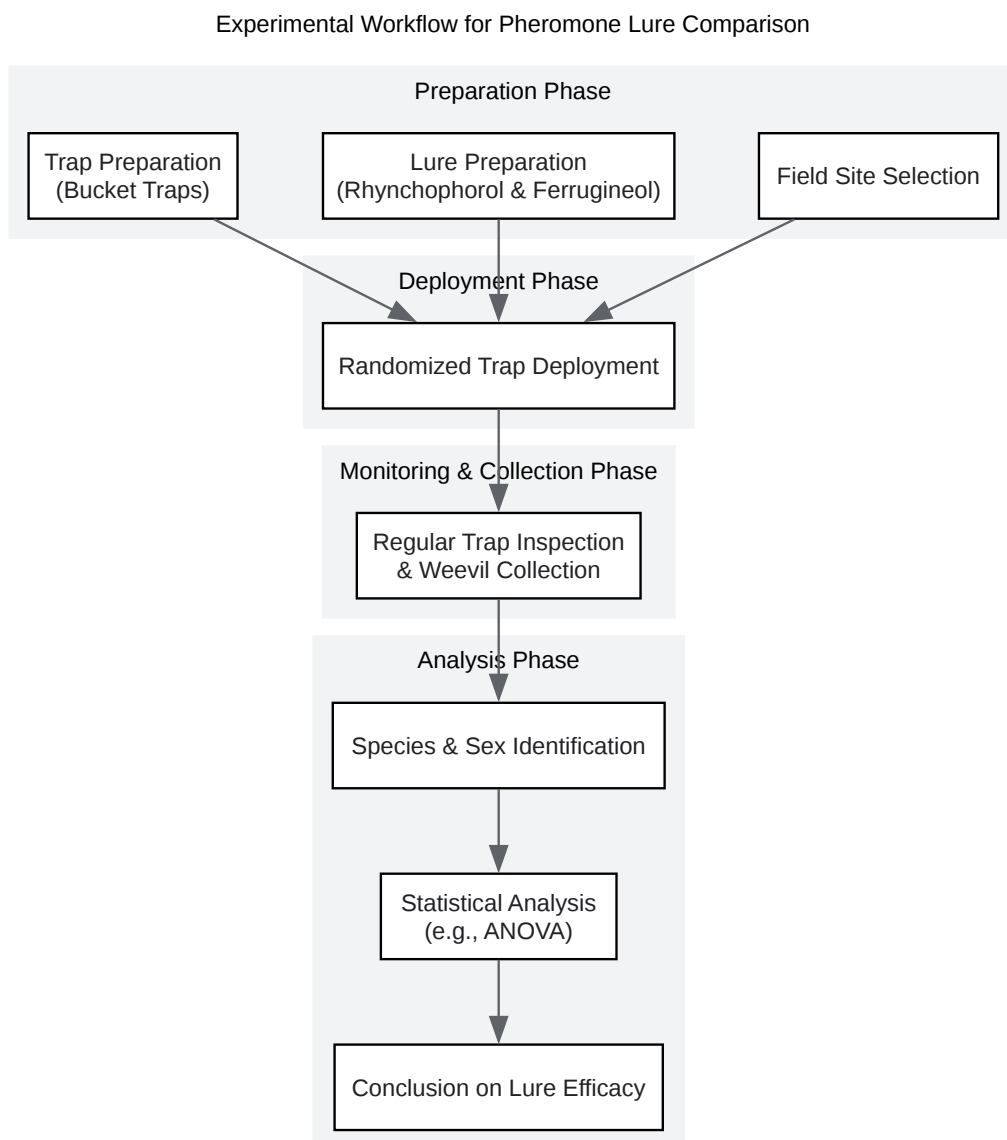 Experimental Workflow for Pheromone Lure Comparison
Preparation Phase
Trap Preparation
(Bucket Traps)
Lure Preparation
(Rhynchophorol & Ferrugineol)
Field Site Selection
Deployment Phase
Randomized Trap Deployment
Monitoring & Collection Phase
Regular Trap Inspection
& Weevil Collection
Analysis Phase
Species & Sex Identification
Statistical Analysis
(e.g., ANOVA)
Conclusion on Lure Efficacy